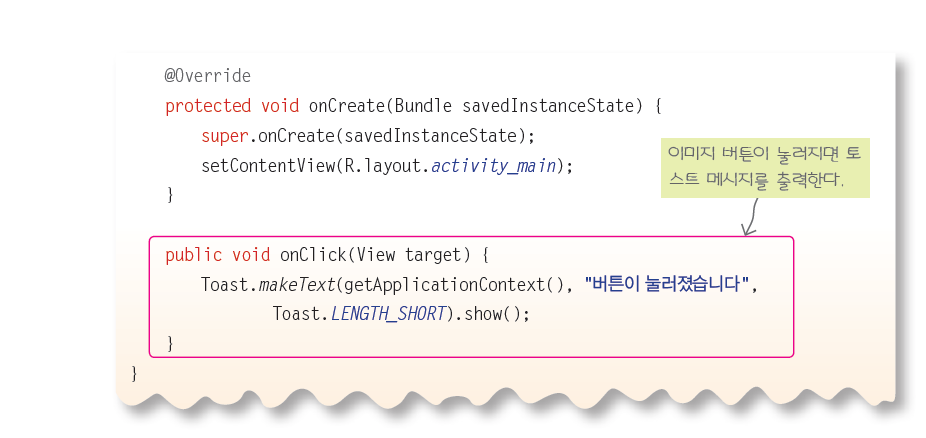 @Override
protected void onCreate(Bundle savedInstanceState) {
super.onCreate(savedInstanceState);
setContentView(R.layout.activity_main);
}
이미지 버튼이 눌러지면 토
스트 메시지를 출력한다.
public void onClick(View target) {
Toast.makeText(getApplicationContext(), "버튼이 눌러졌습니다",
Toast.LENGTH_SHORT).show();
}
}